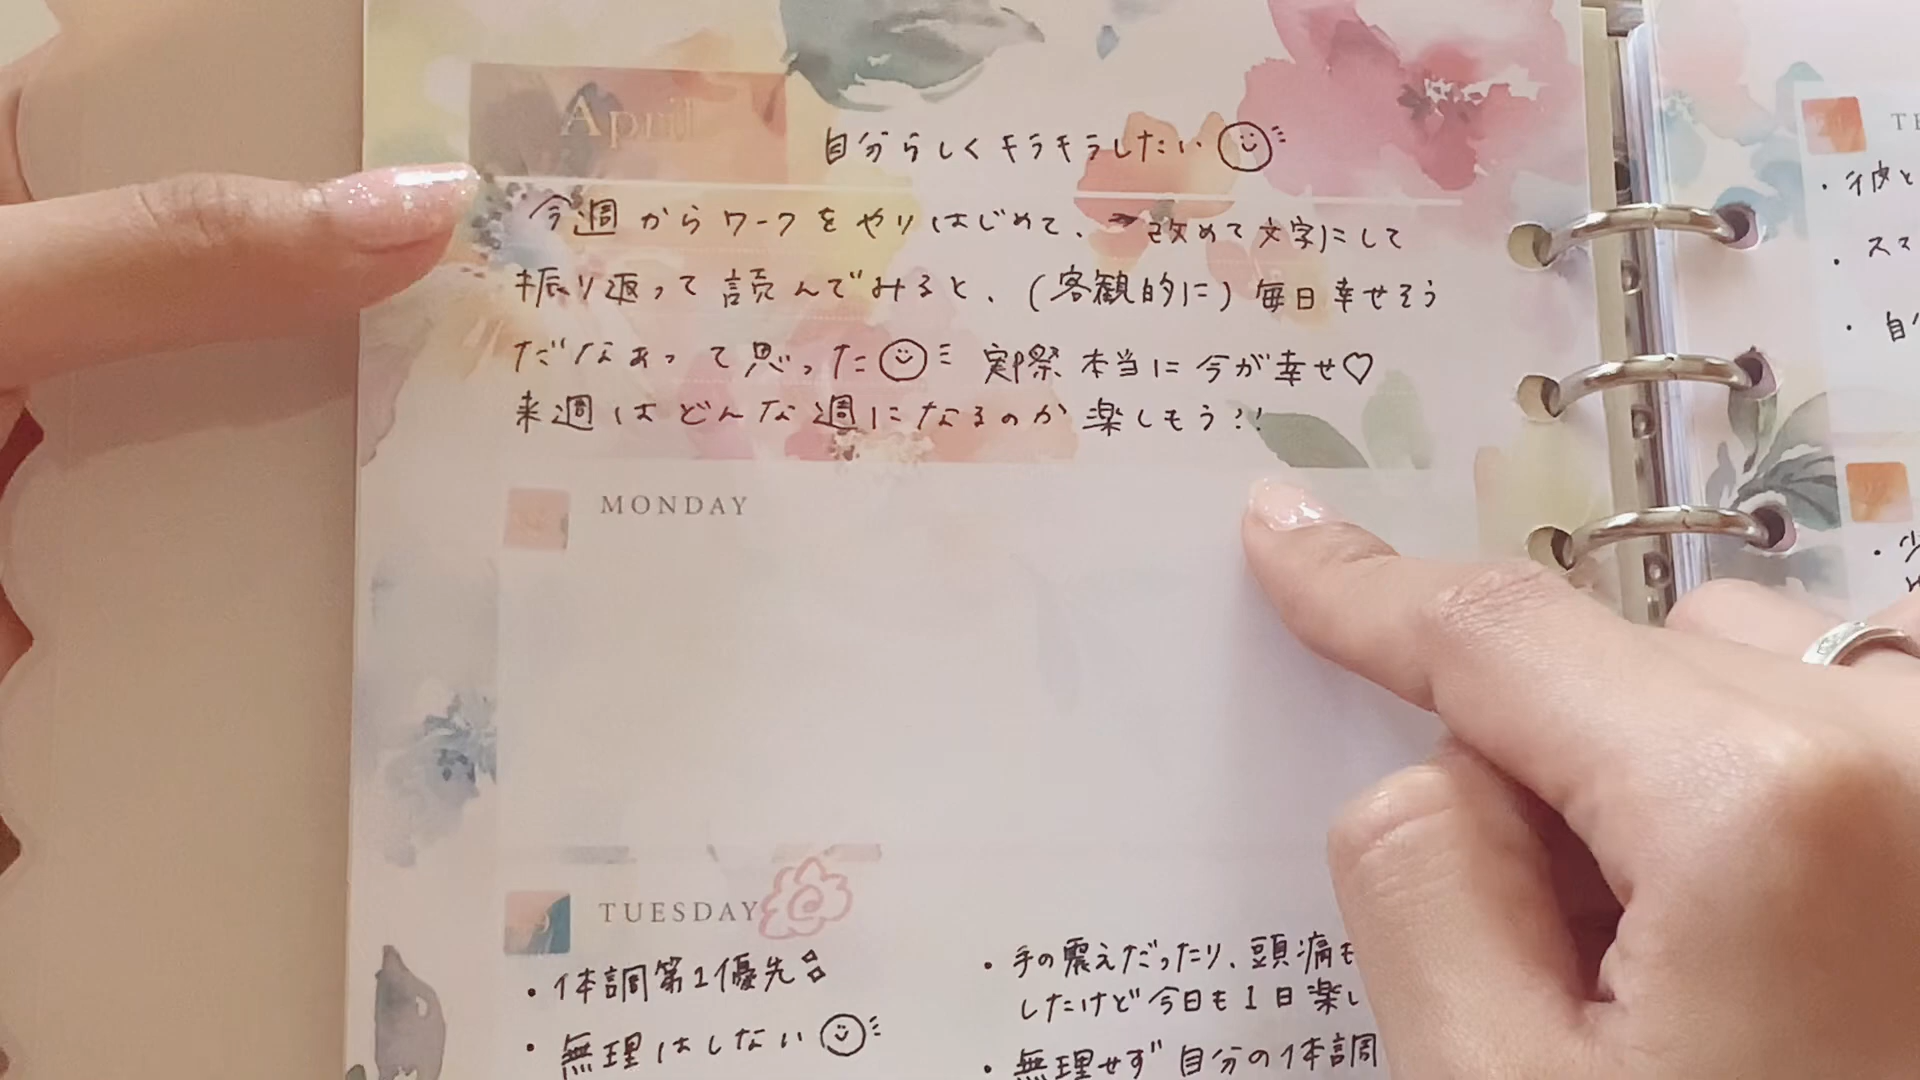 April
自分らしくキラキラしたい
今週からワークをやりはじめて、改めて文字にして
振り返って読んでみると、(客観的に)毎日幸せそう
だなぁって思った 実際本当に今が幸せ♡
来週はどんな週になるのか楽しもう!!
MONDAY
TUESDAY
・体調第1優先
・無理はしない
・手の震えだったり、頭痛も
したけど今日も1日楽し
・無理せず自分の体調
・彼と
・スマ
・自分